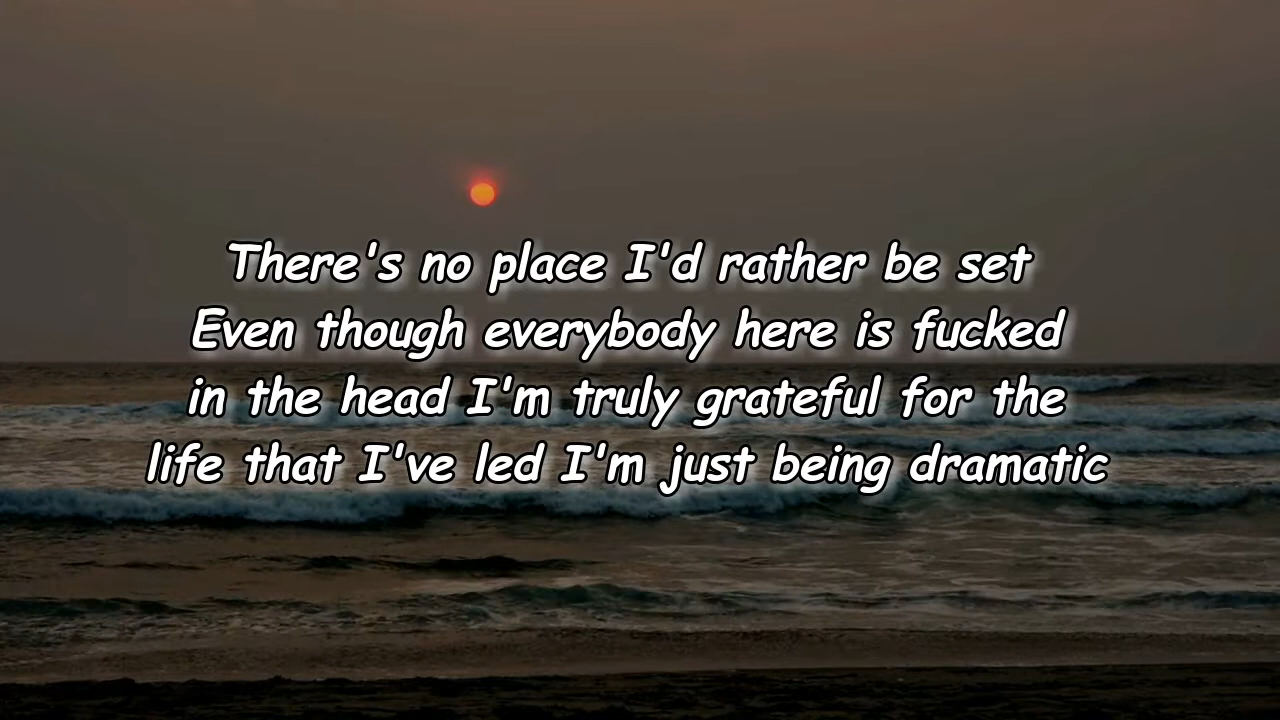 There's no place I'd rather be set
Even though everybody here is fucked
in the head I'm truly grateful for the
life that I've led I'm just being dramatic